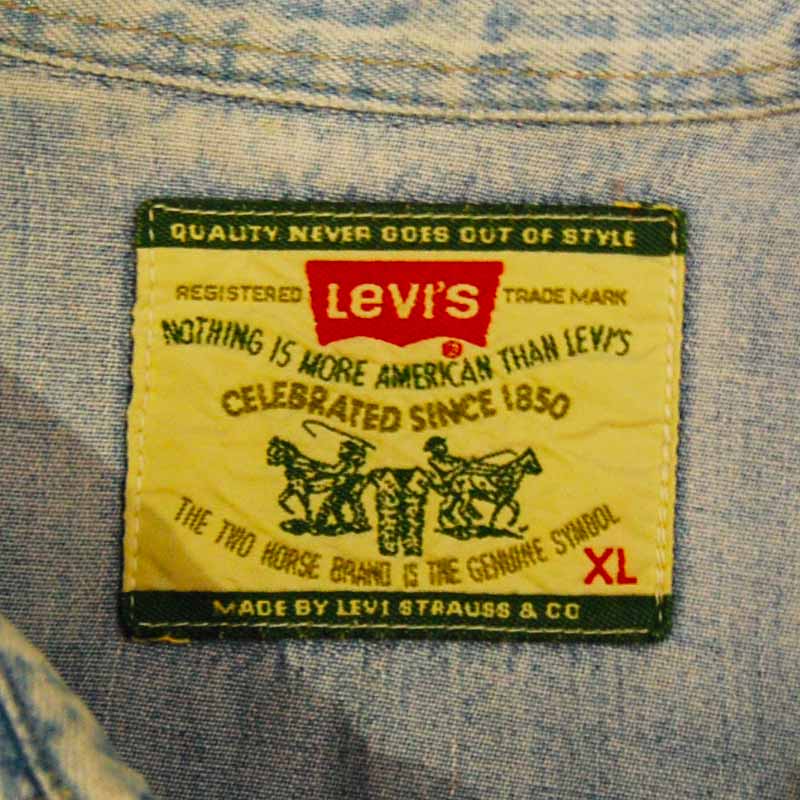 QUALITY NEVER GOES OUT OF STYLE
REGISTERED LEVI'S TRADE MARK
®
NOTHING IS MORE AMERICAN THAN LEVI'S
CELEBRATED SINCE 1850
THE TWO HORSE BRAND IS THE GENUINE SYMBOL
XL
MADE BY LEVI STRAUSS & CO